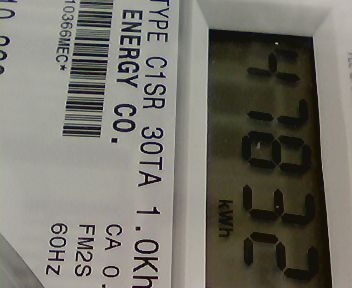 47832
kWh
TYPE C1SR 30TA 1.0Kh
ENERGY CO.
CA 0.
FM2S
10366MEC*
60HZ